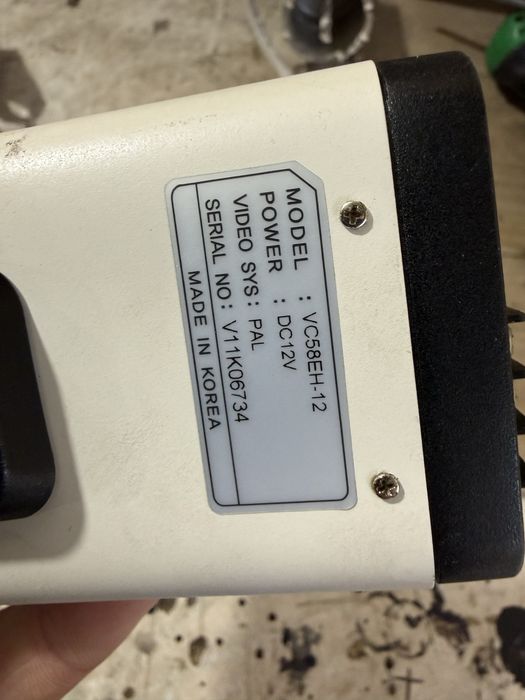 MODEL : VC58EH-12
POWER : DC12V
VIDEO SYS: PAL
SERIAL NO: V11K06734
MADE IN KOREA